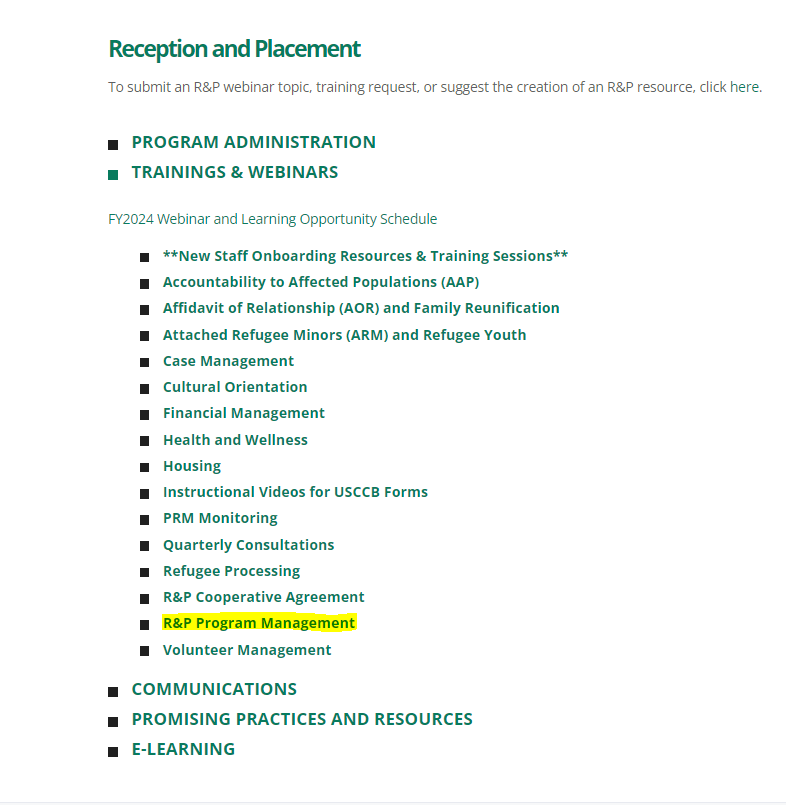 Reception and Placement
To submit an R&P webinar topic, training request, or suggest the creation of an R&P resource, click here.
PROGRAM ADMINISTRATION
TRAININGS & WEBINARS
FY2024 Webinar and Learning Opportunity Schedule
**New Staff Onboarding Resources & Training Sessions**
Accountability to Affected Populations (AAP)
Affidavit of Relationship (AOR) and Family Reunification
Attached Refugee Minors (ARM) and Refugee Youth
Case Management
Cultural Orientation
Financial Management
Health and Wellness
Housing
Instructional Videos for USCCB Forms
PRM Monitoring
Quarterly Consultations
Refugee Processing
R&P Cooperative Agreement
R&P Program Management
Volunteer Management
COMMUNICATIONS
PROMISING PRACTICES AND RESOURCES
E-LEARNING